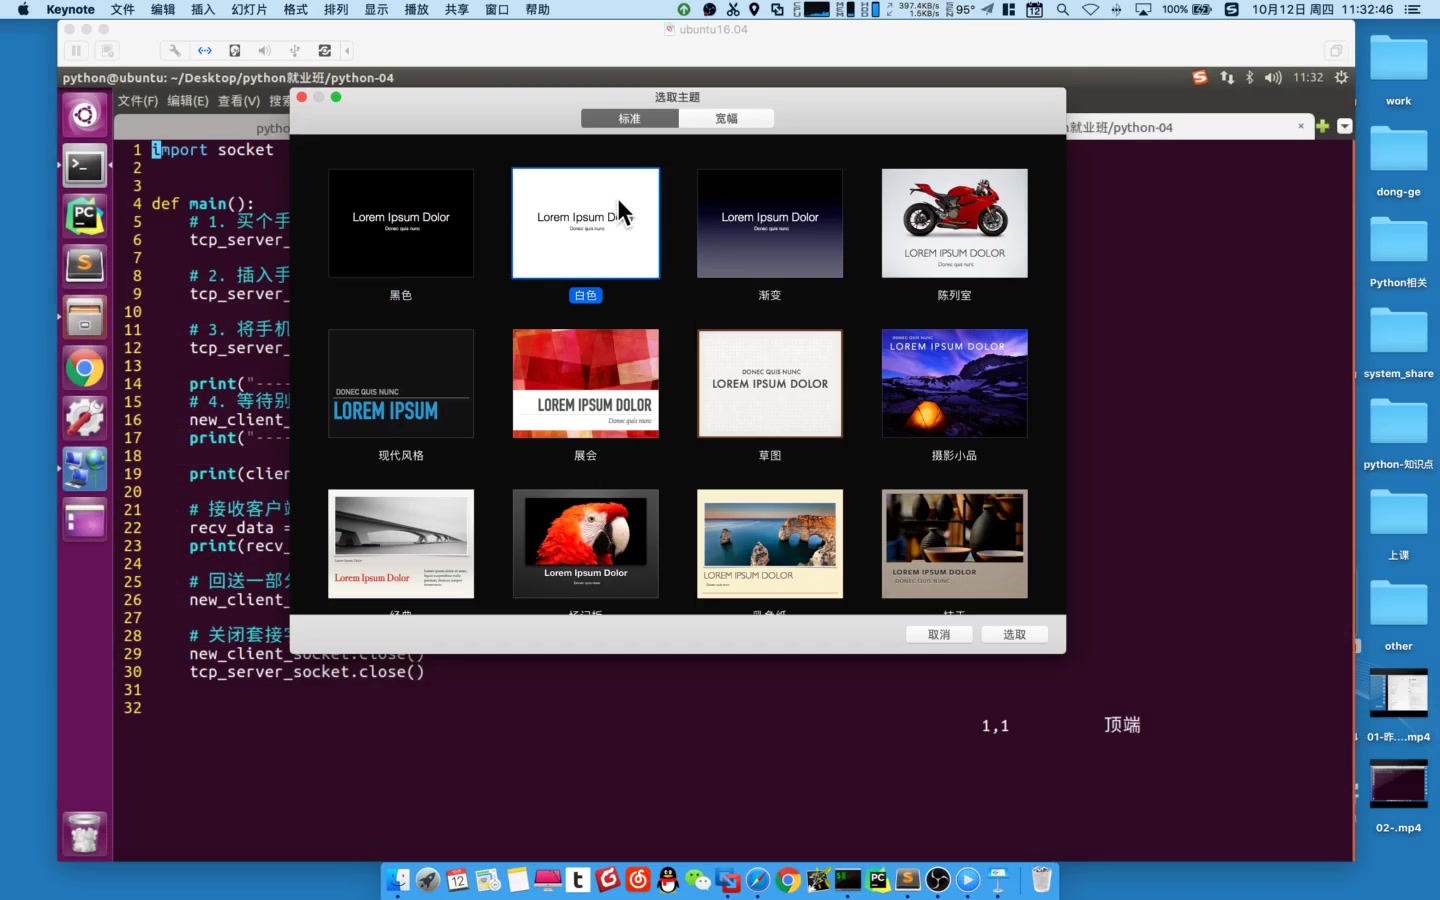 Keynote 文件 编辑 插入 幻灯片 格式 排列 显示 播放 共享 窗口 帮助
397.4KB/s
1.5KB/s
95° 100% 10月12日 周四 11:32:46
ubuntu16.04
python@ubuntu: ~/Desktop/python就业班/python-04
11:32
文件(F) 编辑(E) 查看(V) 搜索
选取主题
标准 宽幅
pytho
就业班/python-04
1 import socket
2
3
4 def main():
5 # 1. 买个手
6 tcp_server_
7
8 # 2. 插入手
9 tcp_server_
10
11 # 3. 将手机
12 tcp_server_
13
14 print("----
15 # 4. 等待别
16 new_client_
17 print("----
18
19 print(clien
20
21 # 接收客户端
22 recv_data =
23 print(recv_
24
25 # 回送一部分
26 new_client_
27
28 # 关闭套接字
29 new_client_socket.close()
30 tcp_server_socket.close()
31
32
1,1 顶端
Lorem Ipsum Dolor
Donec quis nunc
黑色
Lorem Ipsum Do
Donec quis nunc
白色
Lorem Ipsum Dolor
Donec quis nunc
渐变
LOREM IPSUM DOLOR
Donec quis nunc
陈列室
DONEC QUIS NUNC
LOREM IPSUM
现代风格
LOREM IPSUM DOLOR
Donec quis nunc
展会
DONEC QUIS NUNC
LOREM IPSUM DOLOR
草图
DONEC QUIS NUNC
LOREM IPSUM DOLOR
摄影小品
Lorem Ipsum Dolor
Lorem Ipsum Dolor
LOREM IPSUM DOLOR
LOREM IPSUM DOLOR
DONEC QUIS NUNC
取消 选取
work
dong-ge
Python相关
system_share
python-知识点
上课
other
01-昨....mp4
02-.mp4